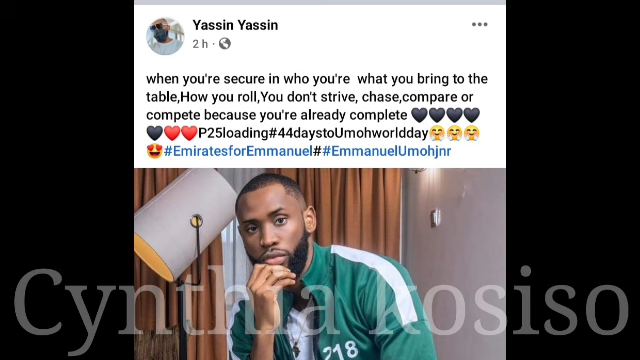 Yassin Yassin
2 h ·
when you're secure in who you're  what you bring to the
table,How you roll,You don't strive, chase,compare or
compete because you're already complete 🖤🖤🖤🖤
🖤❤️❤️P25loading#44daystoUmohworldday🤗🤗🤗
😍#EmiratesforEmmanuel##EmmanuelUmohjnr
218
Cynthia kosiso